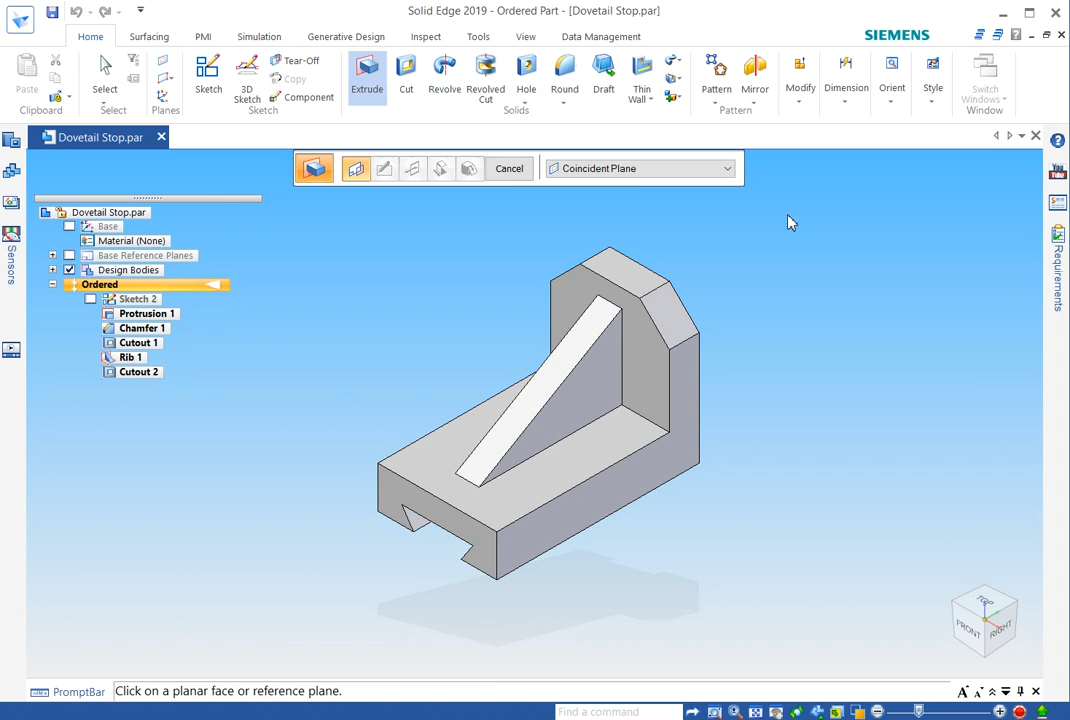 Solid Edge 2019 - Ordered Part - [Dovetail Stop.par]
Home Surfacing PMI Simulation Generative Design Inspect Tools View Data Management SIEMENS
Paste
Clipboard
Select
Select
Planes
Sketch
3D Sketch
Tear-Off
Copy
Component
Sketch
Extrude
Cut
Revolve
Revolved Cut
Hole
Round
Draft
Thin Wall
Solids
Pattern
Mirror
Pattern
Modify
Dimension
Orient
Style
Switch Windows
Window
Dovetail Stop.par
Cancel Coincident Plane
Sensors
Dovetail Stop.par
Base
Material (None)
Base Reference Planes
Design Bodies
Ordered
Sketch 2
Protrusion 1
Chamfer 1
Cutout 1
Rib 1
Cutout 2
You
Tube
Requirements
TOP
FRONT
RIGHT
PromptBar Click on a planar face or reference plane.
Find a command